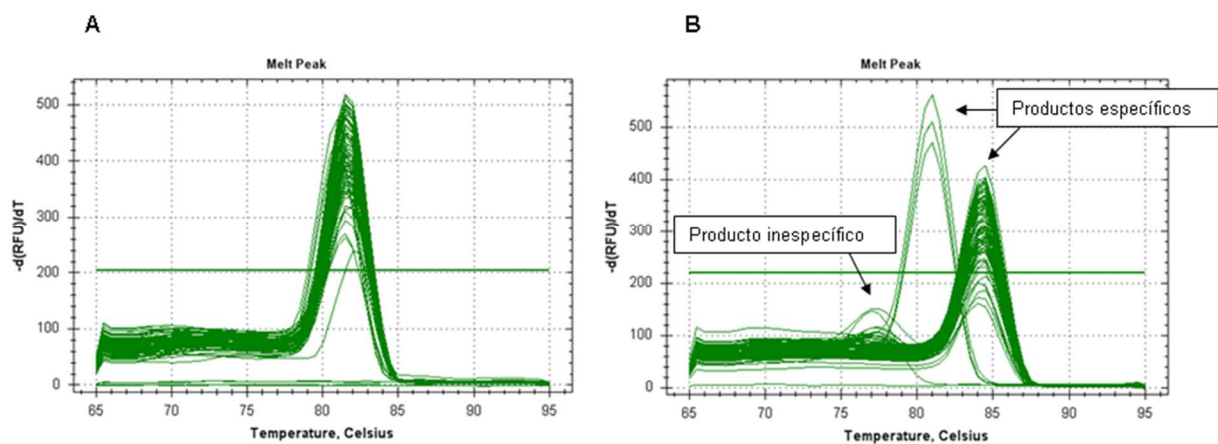 A
B
Melt Peak
500
400
300
200
100
0
-d(RFU)/dT
65 70 75 80 85 90 95
Temperature, Celsius
Melt Peak
500
400
300
200
100
0
-d(RFU)/dT
65 70 75 80 85 90 95
Temperature, Celsius
Productos específicos
Producto inespecífico